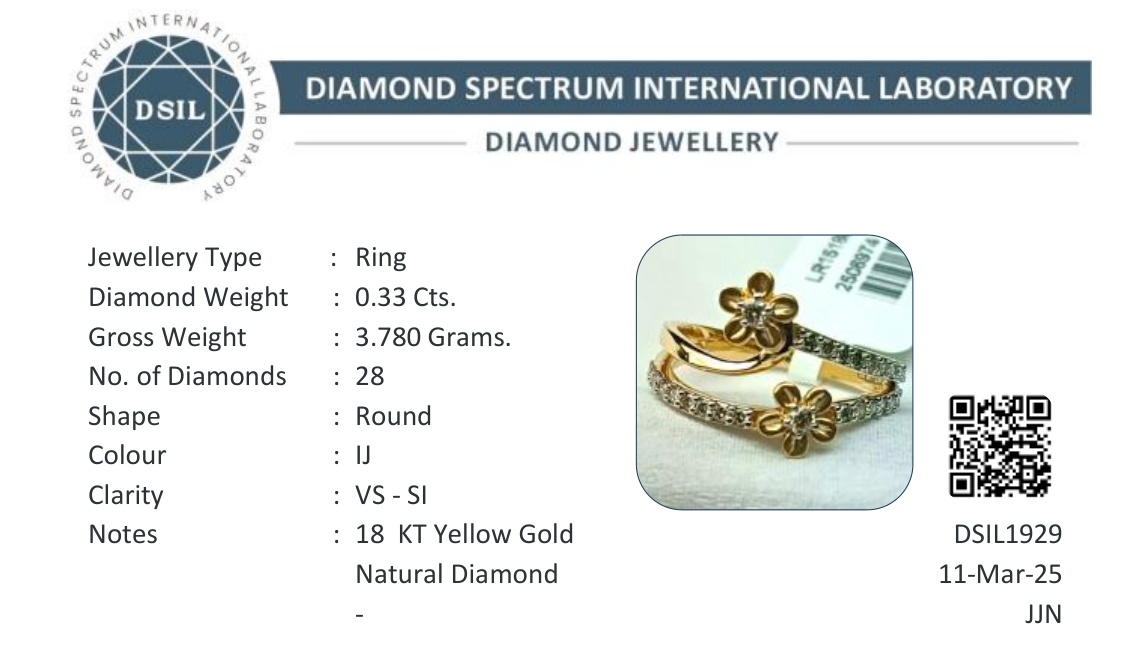 DIAMOND SPECTRUM INTERNATIONAL LABORATORY
DSIL
DIAMOND SPECTRUM INTERNATIONAL LABORATORY
DIAMOND JEWELLERY
Jewellery Type : Ring
Diamond Weight : 0.33 Cts.
Gross Weight : 3.780 Grams.
No. of Diamonds : 28
Shape : Round
Colour : IJ
Clarity : VS - SI
Notes : 18 KT Yellow Gold
Natural Diamond
-
2508974
DSIL1929
11-Mar-25
JJN